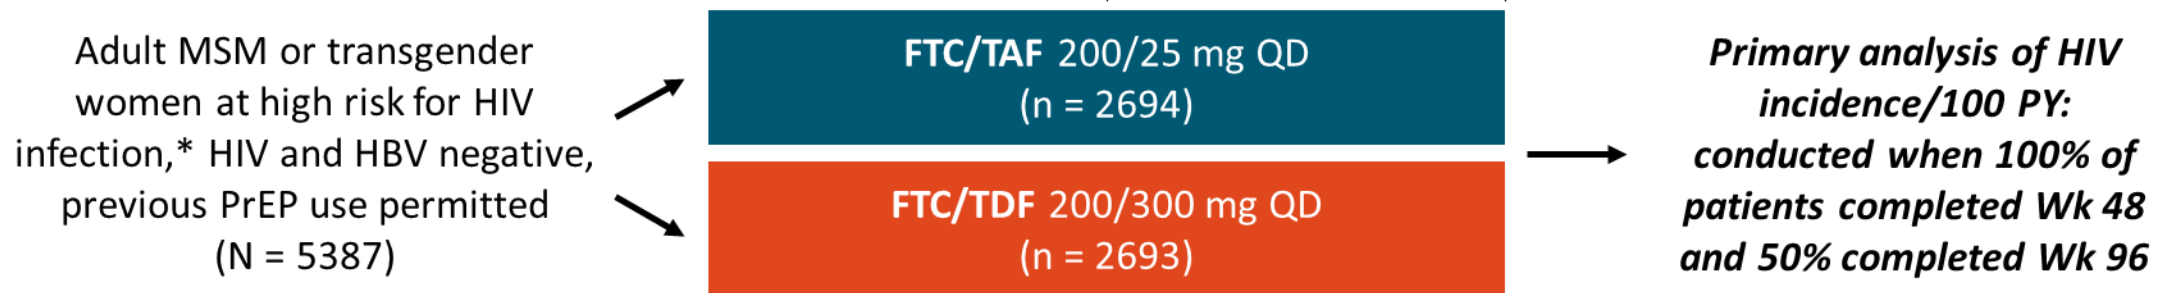 Adult MSM or transgender
women at high risk for HIV
infection,* HIV and HBV negative,
previous PrEP use permitted
(N = 5387)
FTC/TAF 200/25 mg QD
(n = 2694)
FTC/TDF 200/300 mg QD
(n = 2693)
Primary analysis of HIV
incidence/100 PY:
conducted when 100% of
patients completed Wk 48
and 50% completed Wk 96